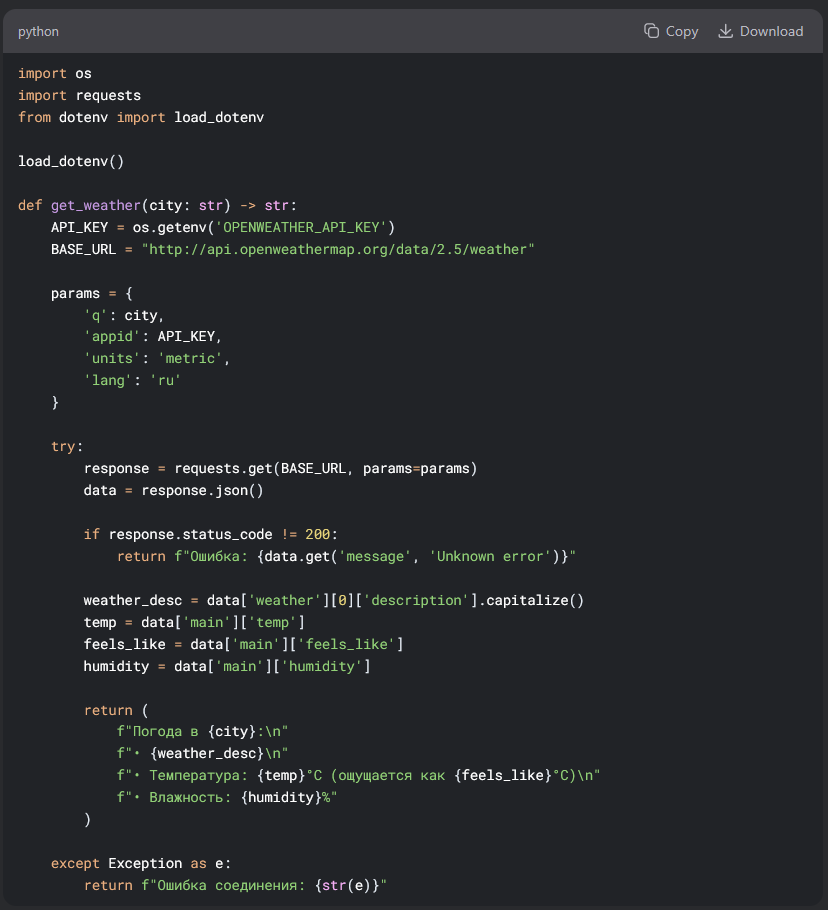 python
Copy
Download
import os
import requests
from dotenv import load_dotenv
load_dotenv()
def get_weather(city: str) -> str:
    API_KEY = os.getenv('OPENWEATHER_API_KEY')
    BASE_URL = "http://api.openweathermap.org/data/2.5/weather"
    params = {
        'q': city,
        'appid': API_KEY,
        'units': 'metric',
        'lang': 'ru'
    }
    try:
        response = requests.get(BASE_URL, params=params)
        data = response.json()
        if response.status_code != 200:
            return f"Ошибка: {data.get('message', 'Unknown error')}"
        weather_desc = data['weather'][0]['description'].capitalize()
        temp = data['main']['temp']
        feels_like = data['main']['feels_like']
        humidity = data['main']['humidity']
        return (
            f"Погода в {city}:\n"
            f"• {weather_desc}\n"
            f"• Температура: {temp}°C (ощущается как {feels_like}°C)\n"
            f"• Влажность: {humidity}%"
        )
    except Exception as e:
        return f"Ошибка соединения: {str(e)}"